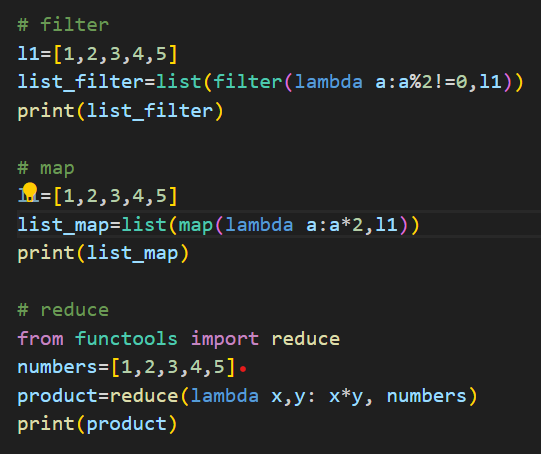 # filter
l1=[1,2,3,4,5]
list_filter=list(filter(lambda a:a%2!=0,l1))
print(list_filter)
# map
l1=[1,2,3,4,5]
list_map=list(map(lambda a:a*2,l1))
print(list_map)
# reduce
from functools import reduce
numbers=[1,2,3,4,5]
product=reduce(lambda x,y: x*y, numbers)
print(product)